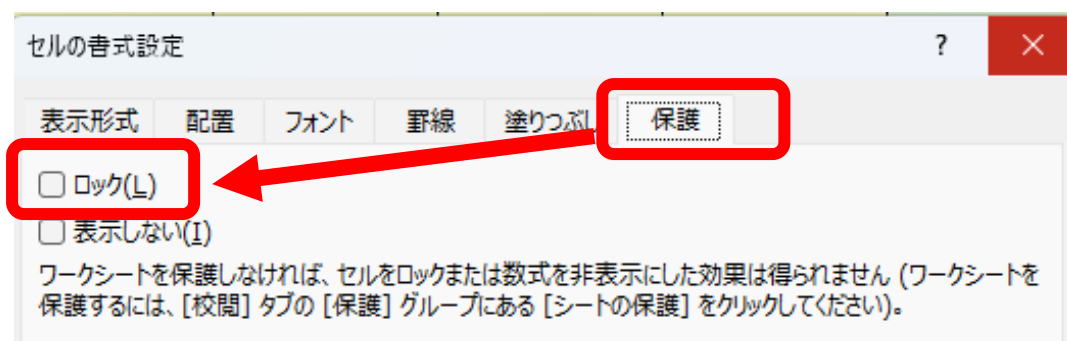 セルの書式設定 ?
表示形式 配置 フォント 罫線 塗りつぶし 保護
ロック(L)
表示しない(I)
ワークシートを保護しなければ、セルをロックまたは数式を非表示にした効果は得られません (ワークシートを
保護するには、[校閲] タブの [保護] グループにある [シートの保護] をクリックしてください)。